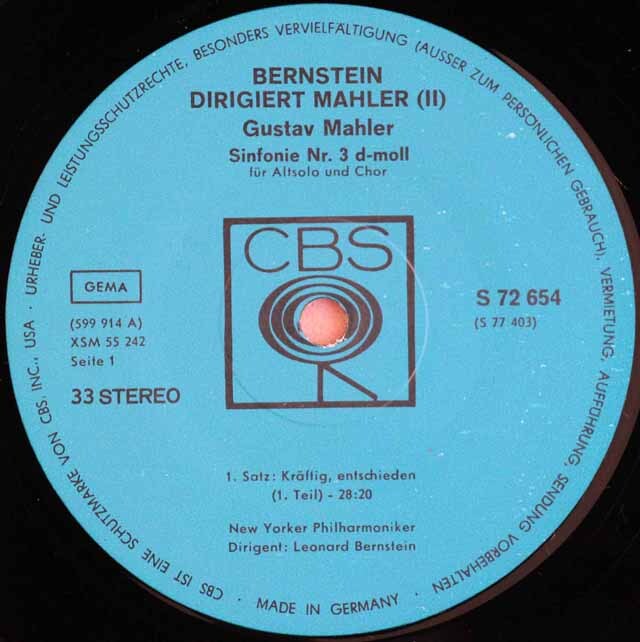 URHEBER- UND LEISTUNGSSCHUTZRECHTE, BESONDERS VERVIELFÄLTIGUNG (AUSSER ZUM PERSÖNLICHEN GEBRAUCH), VERMIETUNG, AUFFÜHRUNG, SENDUNG VORBEHALTEN
BERNSTEIN
DIRIGIERT MAHLER (II)
Gustav Mahler
Sinfonie Nr. 3 d-moll
für Altsolo und Chor
CBS
GEMA
(599 914 A)
XSM 55 242
Seite 1
33 STEREO
S 72 654
(S 77 403)
1. Satz: Kräftig, entschieden
(1. Teil) - 28:20
New Yorker Philharmoniker
Dirigent: Leonard Bernstein
· MADE IN GERMANY ·
CBS IST EINE SCHUTZMARKE VON CBS, INC., USA ·